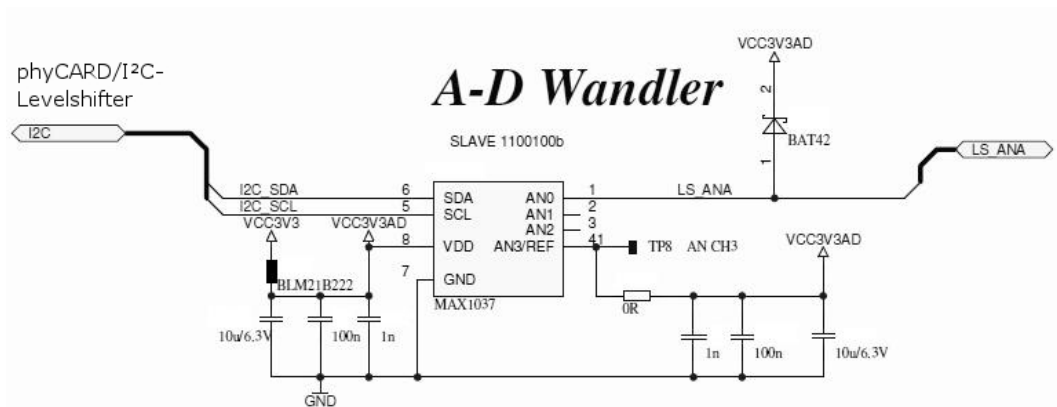 VCC3V3AD
phyCARD/I²C-
Levelshifter
A-D Wandler
I2C
SLAVE 1100100b
2
BAT42
1
LS_ANA
I2C_SDA
6
SDA
AN0
1
LS_ANA
I2C_SCL
5
SCL
AN1
2
VCC3V3
VCC3V3AD
AN2
3
8
VDD
AN3/REF
41
TP8 AN CH3
VCC3V3AD
7
GND
BLM21B222
MAX1037
0R
10u/6.3V
100n
1n
1n
100n
10u/6.3V
GND